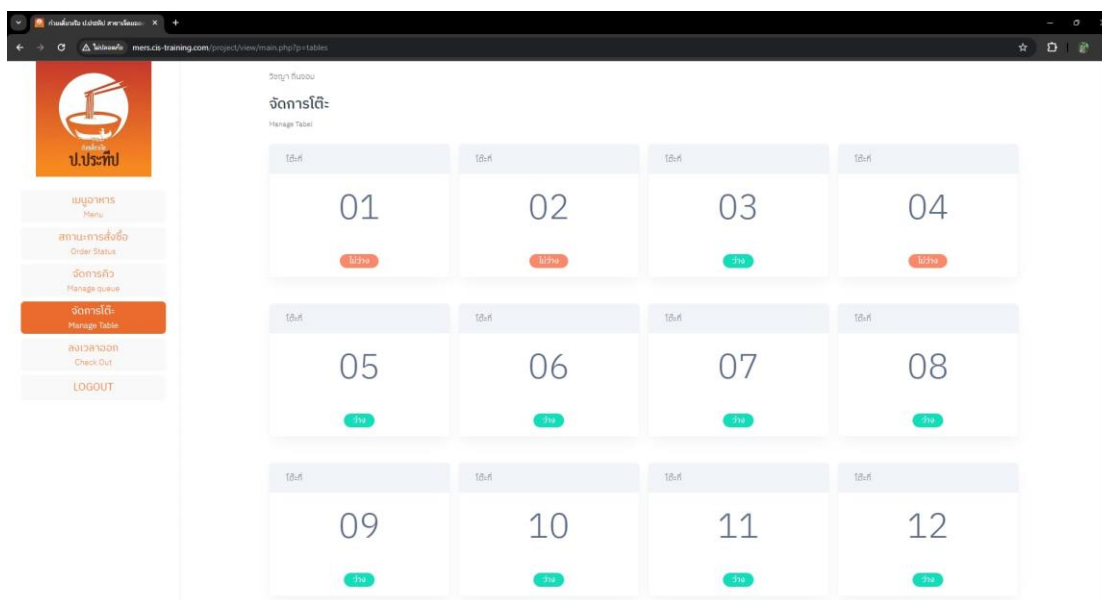 ไม่ปลอดภัย mers.cis-training.com/project/view/main.php?p=tables
ป.ประทีป
เมนูอาหาร
Menu
สถานะการสั่งซื้อ
Order Status
จัดการคิว
Manage queue
จัดการโต๊ะ
Manage Table
ลงเวลาออก
Check Out
LOGOUT
จัดการโต๊ะ
Manage Tabel
โต๊ะที่ โต๊ะที่ โต๊ะที่ โต๊ะที่
01 02 03 04
ไม่ว่าง ไม่ว่าง ว่าง ไม่ว่าง
โต๊ะที่ โต๊ะที่ โต๊ะที่ โต๊ะที่
05 06 07 08
ว่าง ว่าง ว่าง ว่าง
โต๊ะที่ โต๊ะที่ โต๊ะที่ โต๊ะที่
09 10 11 12
ว่าง ว่าง ว่าง ว่าง